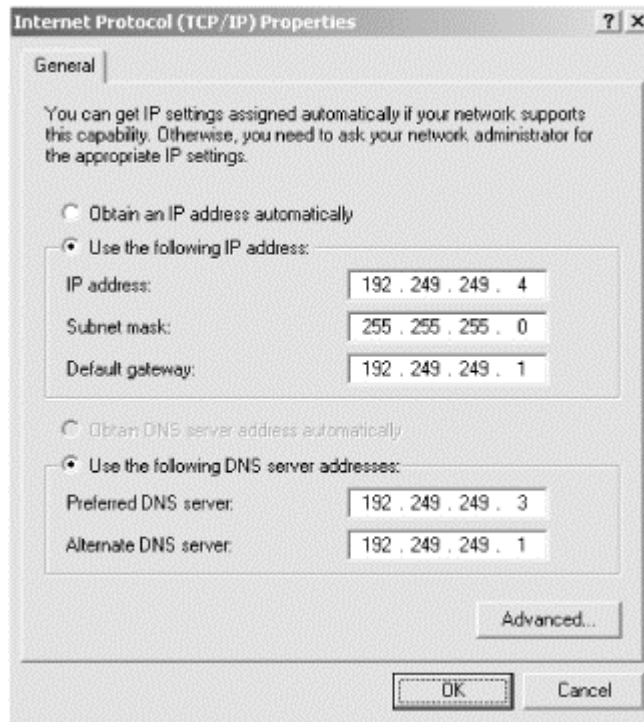 Internet Protocol (TCP/IP) Properties
General
You can get IP settings assigned automatically if your network supports
this capability. Otherwise, you need to ask your network administrator for
the appropriate IP settings.
Obtain an IP address automatically
Use the following IP address:
IP address: 192 . 249 . 249 . 4
Subnet mask: 255 . 255 . 255 . 0
Default gateway: 192 . 249 . 249 . 1
Obtain DNS server address automatically
Use the following DNS server addresses:
Preferred DNS server: 192 . 249 . 249 . 3
Alternate DNS server: 192 . 249 . 249 . 1
Advanced...
OK Cancel